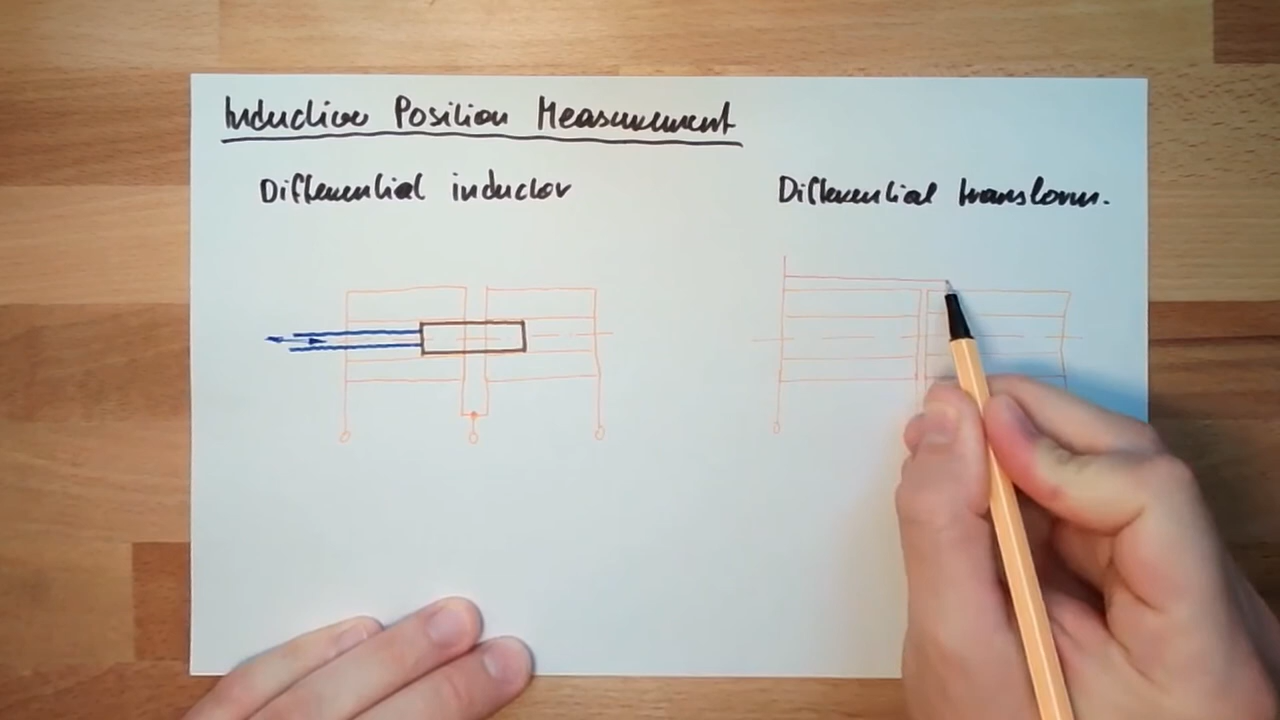 Inductive Position Measurement
Differential inductor
Differential transform.